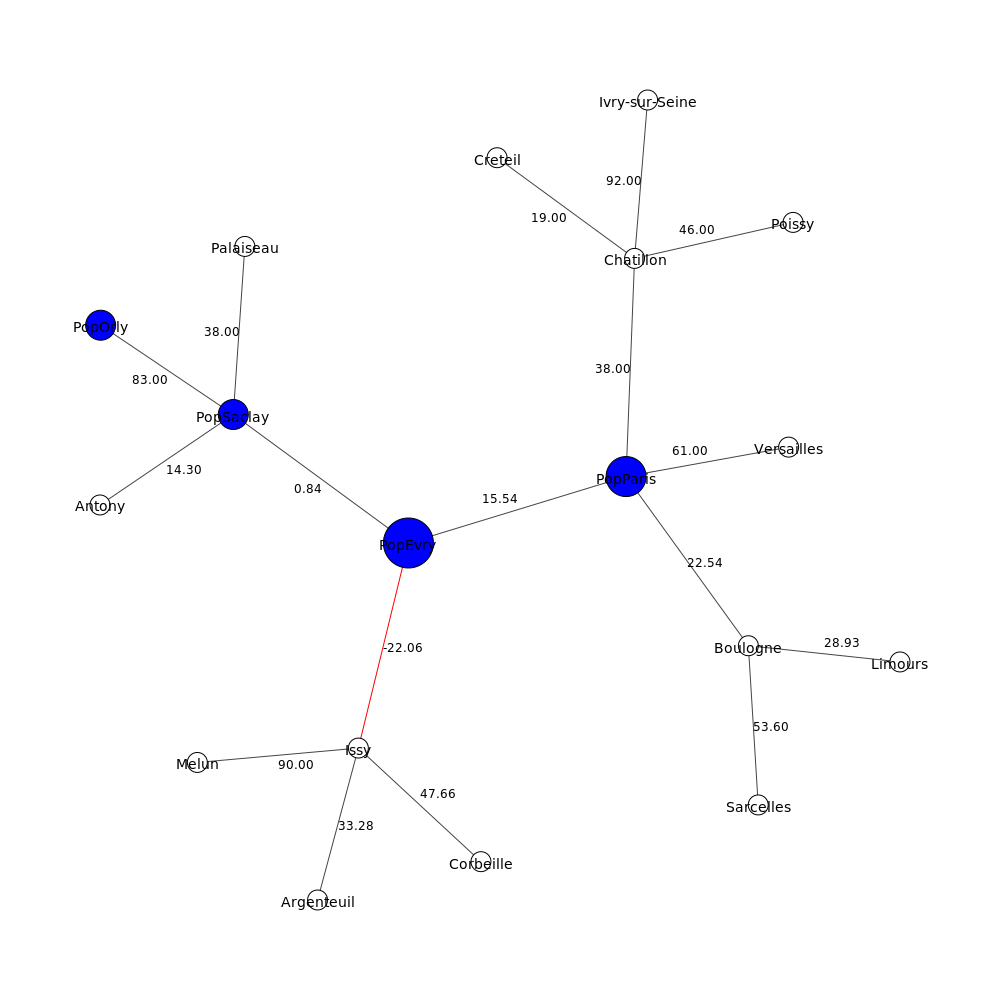 Ivry-sur-Seine
Creteil
92.00
19.00
Poissy
46.00
Palaiseau
Chatillon
PopOrly
38.00
38.00
83.00
PopSaclay
Versailles
61.00
14.30
PopParis
0.84
15.54
Antony
PopEvry
22.54
28.93
-22.06
Boulogne
Limours
53.60
Issy
Melun
90.00
47.66
Sarcelles
33.28
Corbeille
Argenteuil